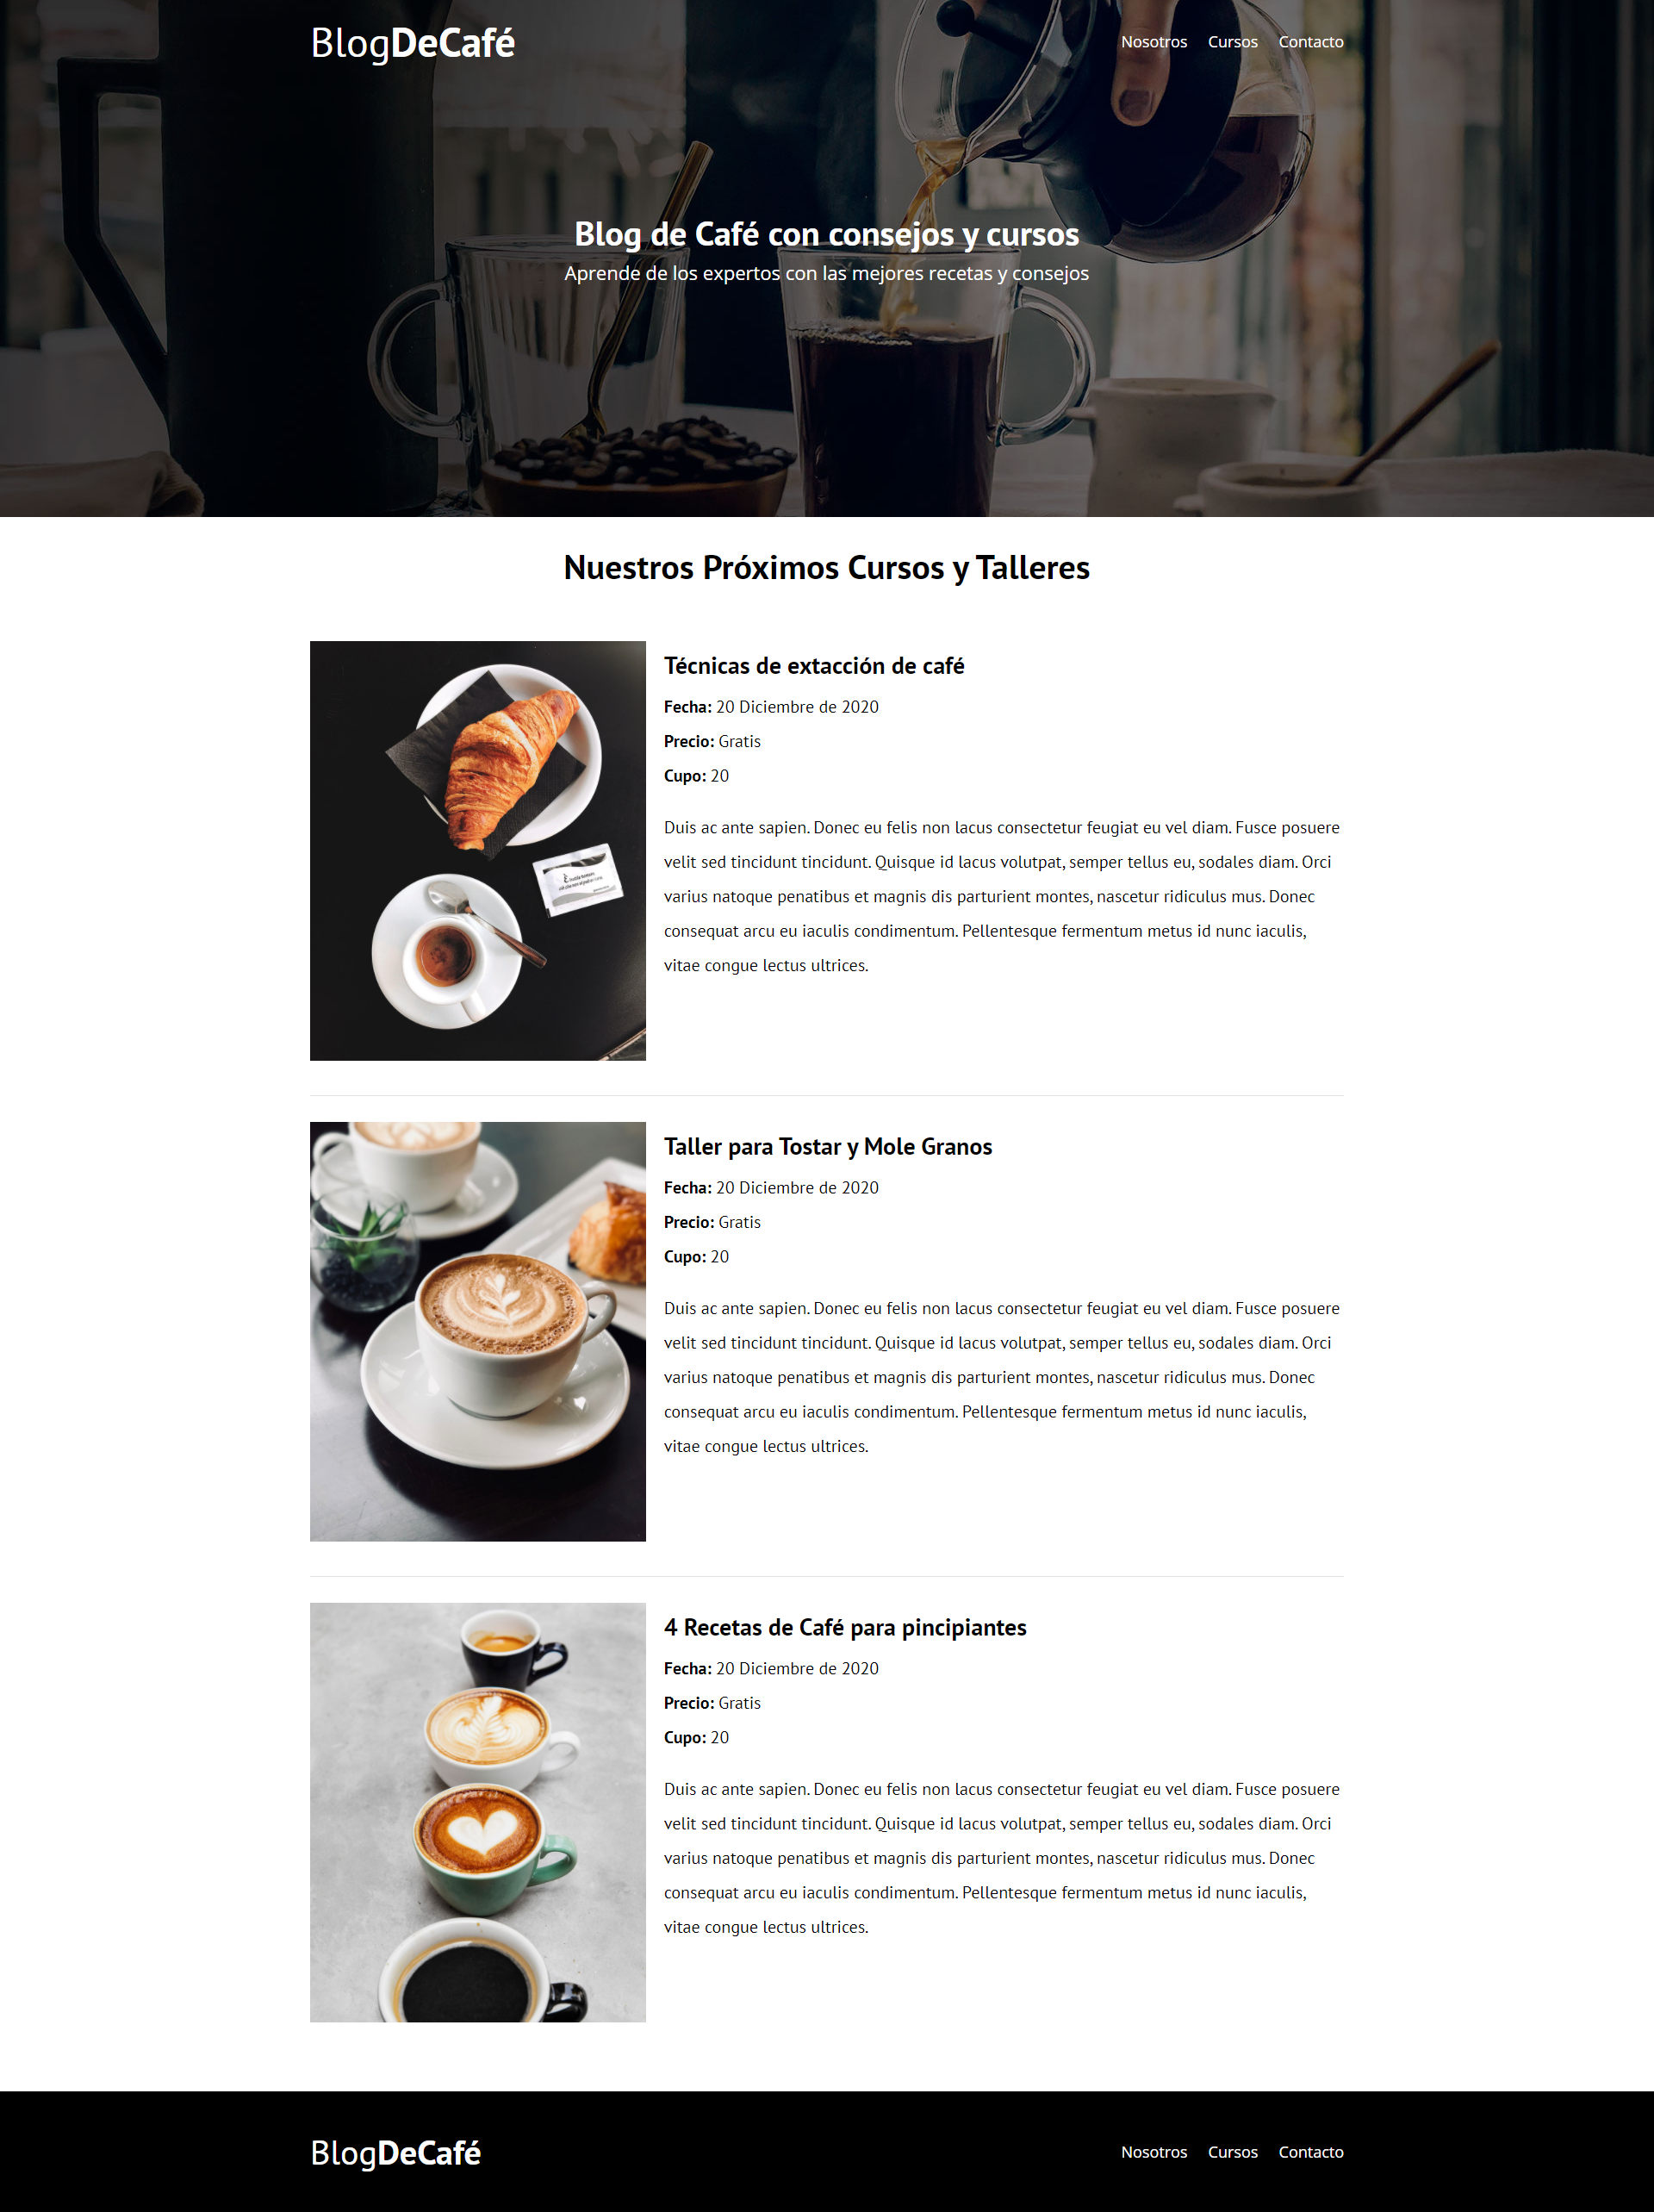 BlogDeCafé
Nosotros Cursos Contacto
Blog de Café con consejos y cursos
Aprende de los expertos con las mejores recetas y consejos
Nuestros Próximos Cursos y Talleres
Técnicas de extacción de café
Fecha: 20 Diciembre de 2020
Precio: Gratis
Cupo: 20
Duis ac ante sapien. Donec eu felis non lacus consectetur feugiat eu vel diam. Fusce posuere
velit sed tincidunt tincidunt. Quisque id lacus volutpat, semper tellus eu, sodales diam. Orci
varius natoque penatibus et magnis dis parturient montes, nascetur ridiculus mus. Donec
consequat arcu eu iaculis condimentum. Pellentesque fermentum metus id nunc iaculis,
vitae congue lectus ultrices.
Taller para Tostar y Mole Granos
Fecha: 20 Diciembre de 2020
Precio: Gratis
Cupo: 20
Duis ac ante sapien. Donec eu felis non lacus consectetur feugiat eu vel diam. Fusce posuere
velit sed tincidunt tincidunt. Quisque id lacus volutpat, semper tellus eu, sodales diam. Orci
varius natoque penatibus et magnis dis parturient montes, nascetur ridiculus mus. Donec
consequat arcu eu iaculis condimentum. Pellentesque fermentum metus id nunc iaculis,
vitae congue lectus ultrices.
4 Recetas de Café para pincipiantes
Fecha: 20 Diciembre de 2020
Precio: Gratis
Cupo: 20
Duis ac ante sapien. Donec eu felis non lacus consectetur feugiat eu vel diam. Fusce posuere
velit sed tincidunt tincidunt. Quisque id lacus volutpat, semper tellus eu, sodales diam. Orci
varius natoque penatibus et magnis dis parturient montes, nascetur ridiculus mus. Donec
consequat arcu eu iaculis condimentum. Pellentesque fermentum metus id nunc iaculis,
vitae congue lectus ultrices.
BlogDeCafé
Nosotros Cursos Contacto